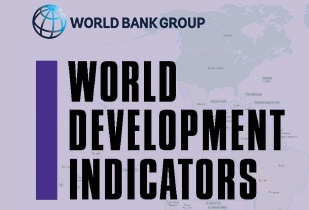 WORLD BANK GROUP
WORLD
DEVELOPMENT
INDICATORS